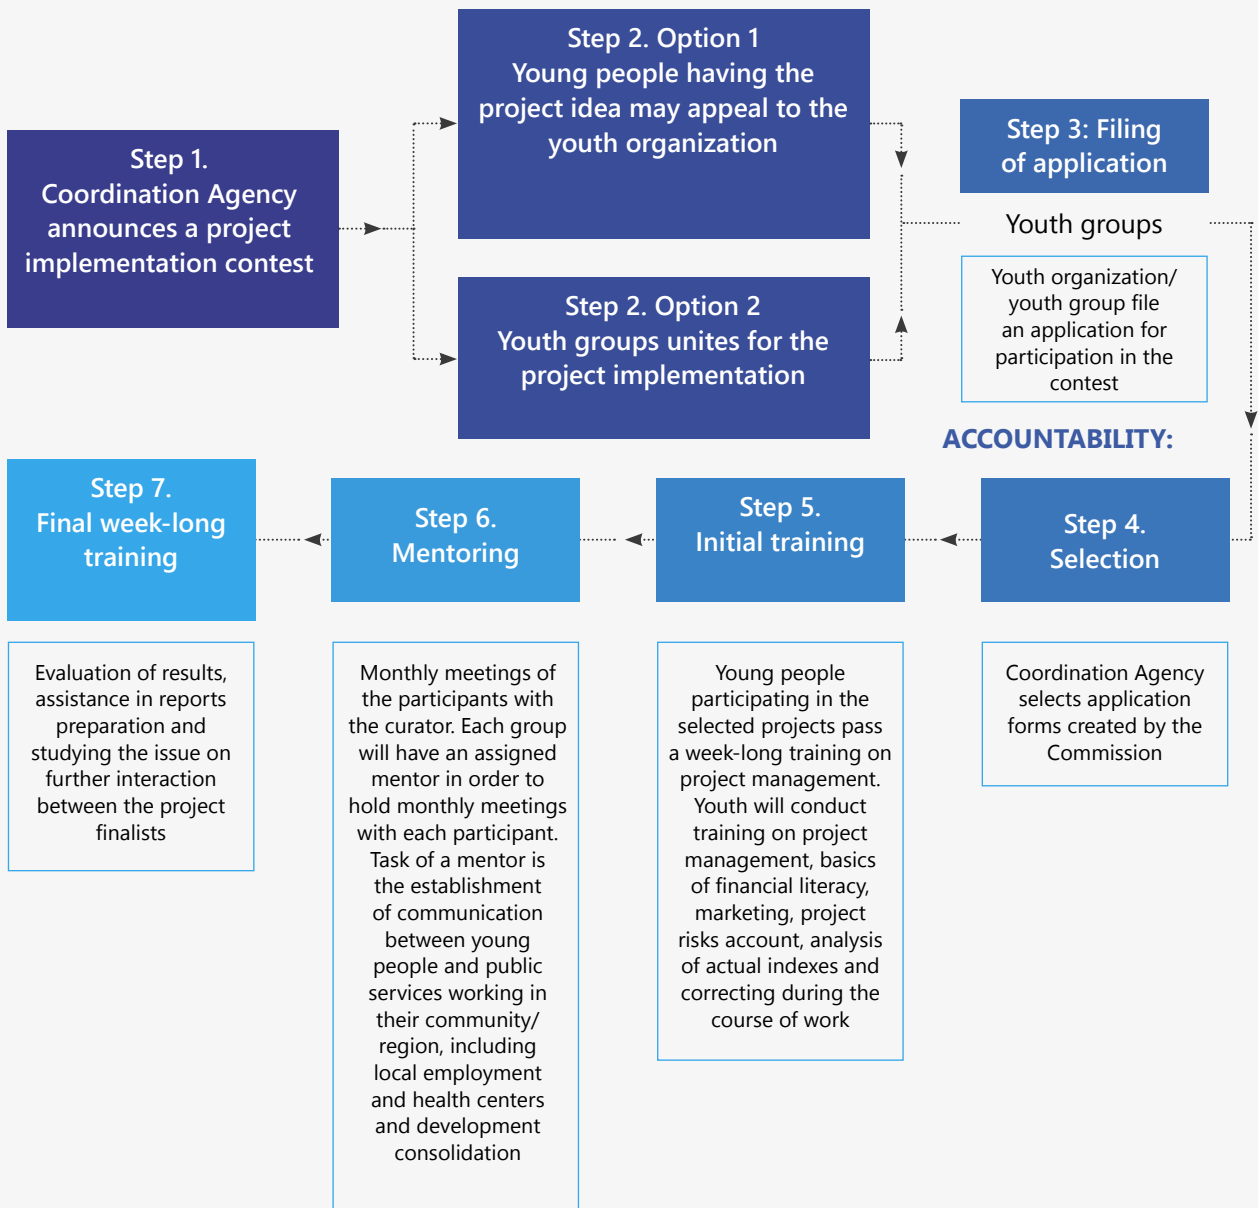 Step 1.
Coordination Agency
announces a project
implementation contest
Step 2. Option 1
Young people having the
project idea may appeal to the
youth organization
Step 2. Option 2
Youth groups unites for the
project implementation
Step 3: Filing
of application
Youth groups
Youth organization/
youth group file
an application for
participation in the
contest
ACCOUNTABILITY:
Step 4.
Selection
Coordination Agency
selects application
forms created by the
Commission
Step 5.
Initial training
Young people
participating in the
selected projects pass
a week-long training on
project management.
Youth will conduct
training on project
management, basics
of financial literacy,
marketing, project
risks account, analysis
of actual indexes and
correcting during the
course of work
Step 6.
Mentoring
Monthly meetings of
the participants with
the curator. Each group
will have an assigned
mentor in order to
hold monthly meetings
with each participant.
Task of a mentor is
the establishment
of communication
between young
people and public
services working in
their community/
region, including
local employment
and health centers
and development
consolidation
Step 7.
Final week-long
training
Evaluation of results,
assistance in reports
preparation and
studying the issue on
further interaction
between the project
finalists